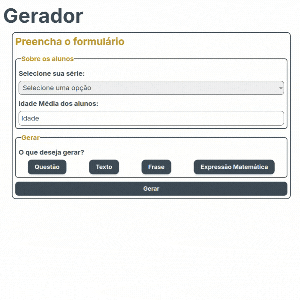 Gerador
Preencha o formulário
Sobre os alunos
Selecione sua série:
Selecione uma opção
Idade Média dos alunos:
Idade
Gerar
O que deseja gerar?
Questão Texto Frase Expressão Matemática
Gerar